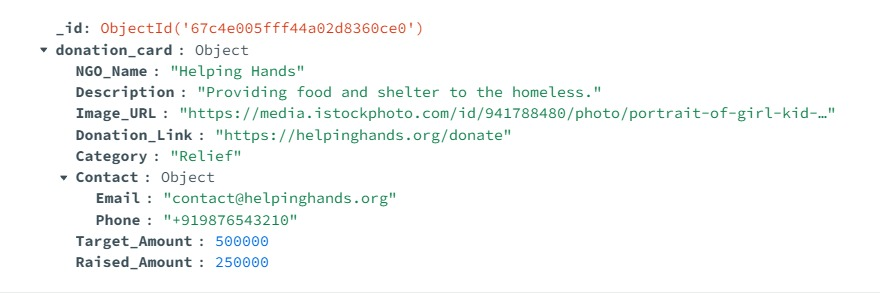 _id: ObjectId('67c4e005fff44a02d8360ce0')
donation_card : Object
NGO_Name : "Helping Hands"
Description : "Providing food and shelter to the homeless."
Image_URL : "https://media.istockphoto.com/id/941788480/photo/portrait-of-girl-kid-…"
Donation_Link : "https://helpinghands.org/donate"
Category : "Relief"
Contact : Object
Email : "contact@helpinghands.org"
Phone : "+919876543210"
Target_Amount : 500000
Raised_Amount : 250000